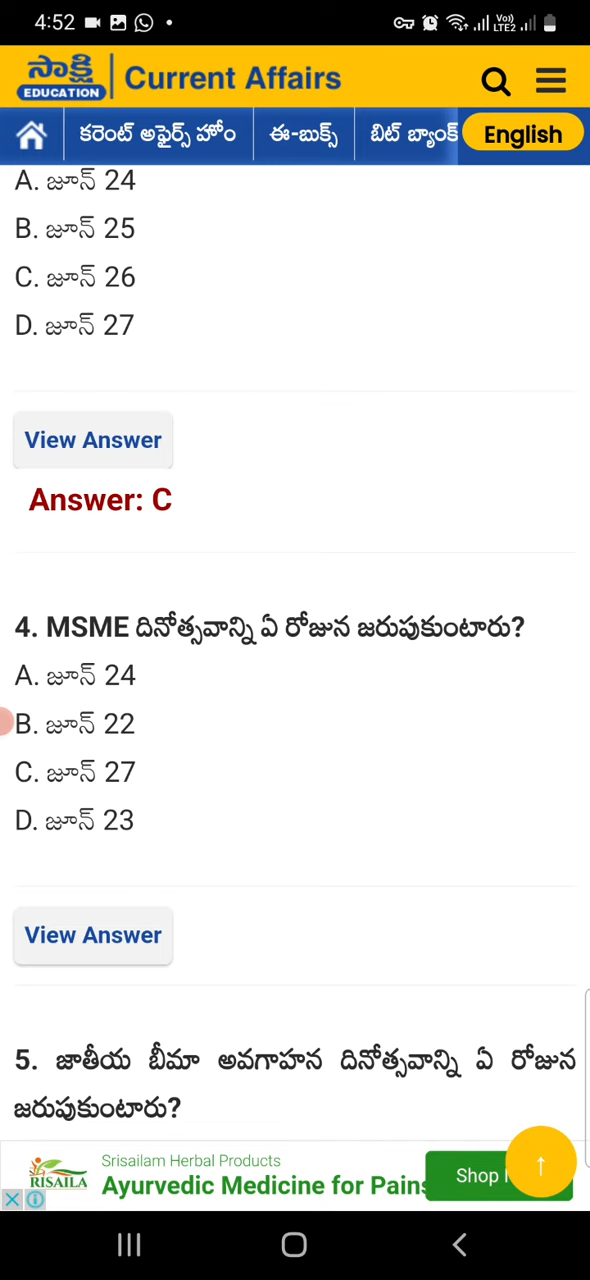 4:52
Vo)) LTE2
సాక్షి
EDUCATION
Current Affairs
కరెంట్ అఫైర్స్ హోం
ఈ-బుక్స్
బిట్ బ్యాంక్
English
A. జూన్ 24
B. జూన్ 25
C. జూన్ 26
D. జూన్ 27
View Answer
Answer: C
4. MSME దినోత్సవాన్ని ఏ రోజున జరుపుకుంటారు?
A. జూన్ 24
B. జూన్ 22
C. జూన్ 27
D. జూన్ 23
View Answer
5. జాతీయ బీమా అవగాహన దినోత్సవాన్ని ఏ రోజున
జరుపుకుంటారు?
RISAILA
Srisailam Herbal Products
Ayurvedic Medicine for Pains
Shop